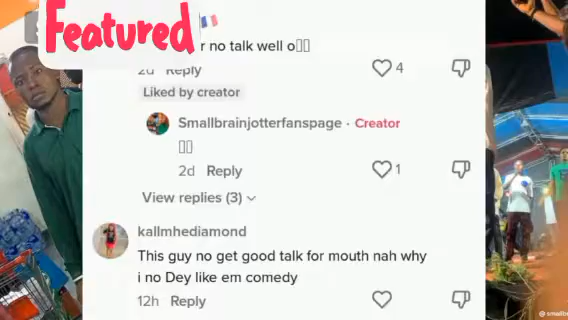 Featured
r no talk well o
2d Reply
4
Liked by creator
Smallbrainjotterfanspage · Creator
2d Reply
1
View replies (3)
kallmhediamond
This guy no get good talk for mouth nah why
i no Dey like em comedy
12h Reply